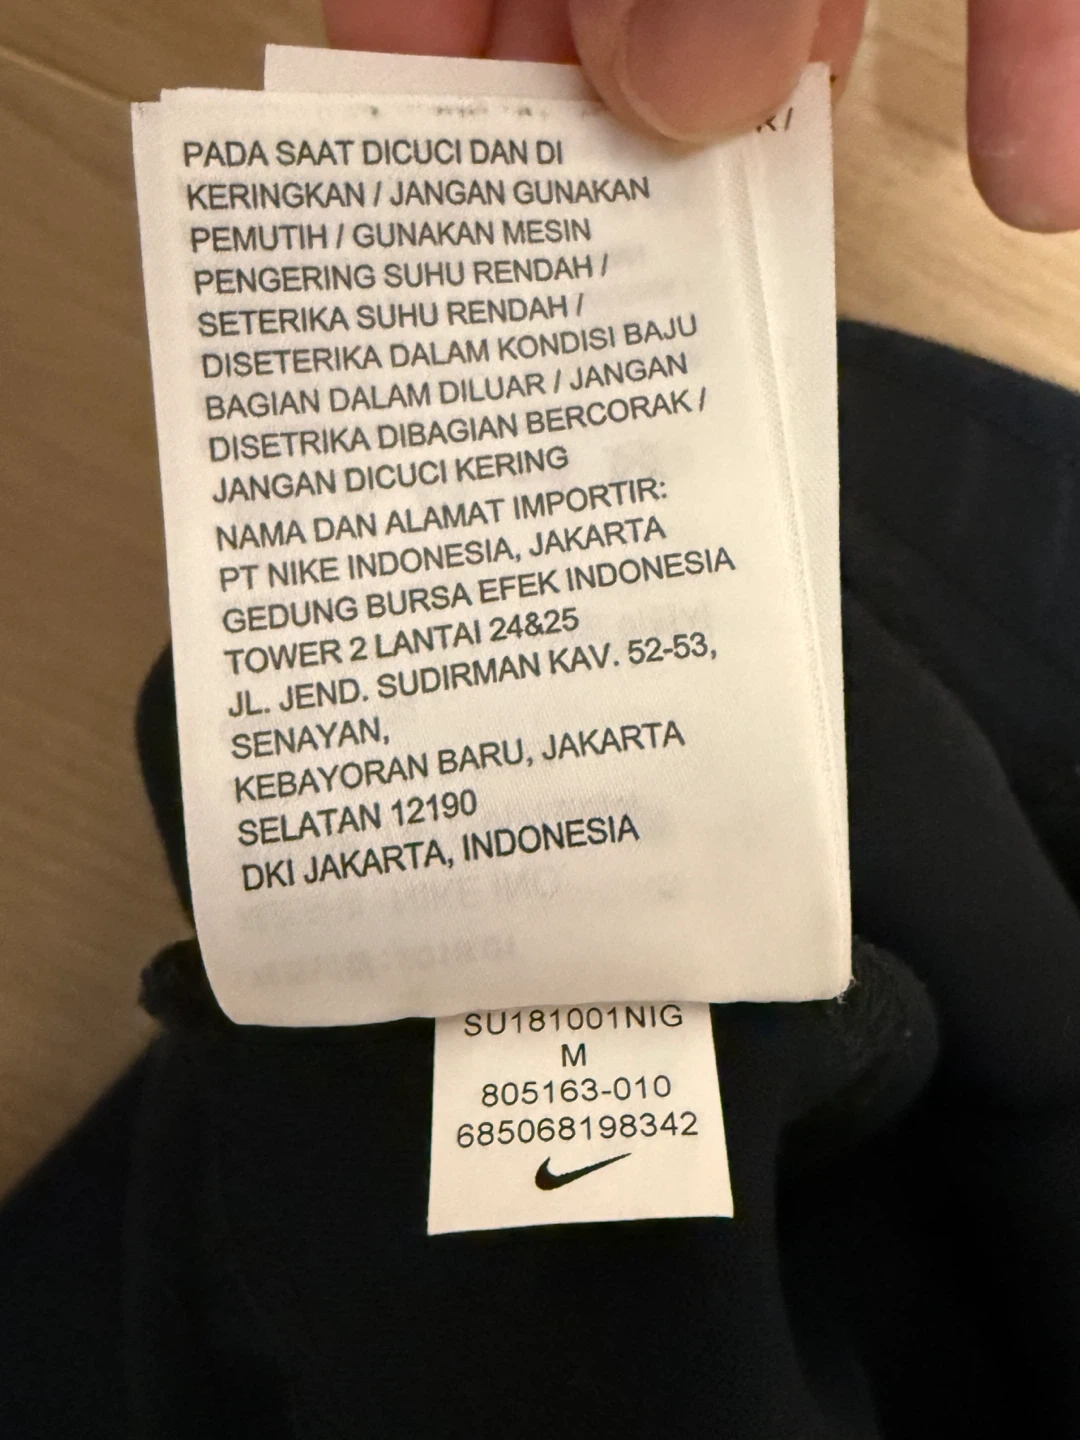 R /
PADA SAAT DICUCI DAN DI
KERINGKAN / JANGAN GUNAKAN
PEMUTIH / GUNAKAN MESIN
PENGERING SUHU RENDAH /
SETERIKA SUHU RENDAH /
DISETERIKA DALAM KONDISI BAJU
BAGIAN DALAM DILUAR / JANGAN
DISETRIKA DIBAGIAN BERCORAK /
JANGAN DICUCI KERING
NAMA DAN ALAMAT IMPORTIR:
PT NIKE INDONESIA, JAKARTA
GEDUNG BURSA EFEK INDONESIA
TOWER 2 LANTAI 24&25
JL. JEND. SUDIRMAN KAV. 52-53,
SENAYAN,
KEBAYORAN BARU, JAKARTA
SELATAN 12190
DKI JAKARTA, INDONESIA
SU181001NIG
M
805163-010
685068198342